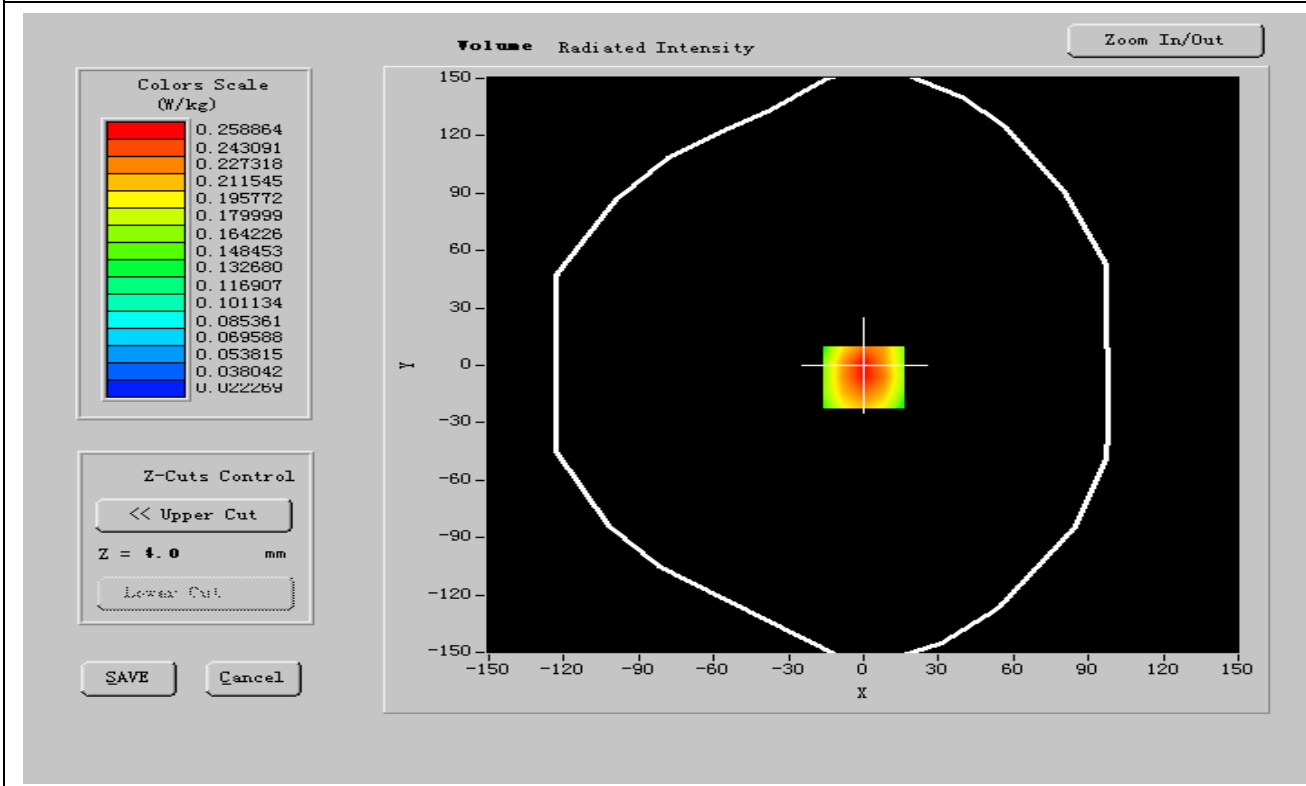 Volume Radiated Intensity
Zoom In/Out
Colors Scale
(W/kg)
0.258864
0.243091
0.227318
0.211545
0.195772
0.179999
0.164226
0.148453
0.132680
0.116907
0.101134
0.085361
0.069588
0.053815
0.038042
0.022269
Z-Cuts Control
<< Upper Cut
Z = 4.0 mm
Lower Cut
SAVE
Cancel
150
120
90
60
30
0
-30
-60
-90
-120
-150
Y
-150 -120 -90 -60 -30 0 30 60 90 120 150
X